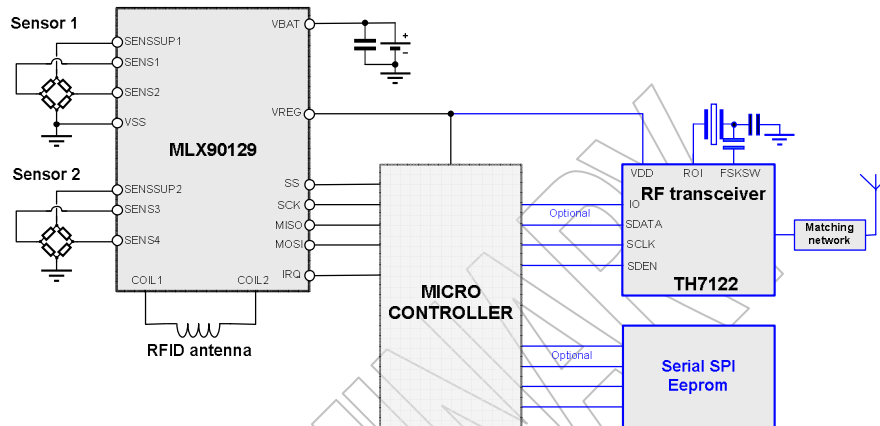 Sensor 1
SENSSUP1
SENS1
SENS2
VSS
Sensor 2
SENSSUP2
SENS3
SENS4
COIL1
COIL2
RFID antenna
MLX90129
VBAT
+
–
VREG
SS
SCK
MISO
MOSI
IRQ
MICRO
CONTROLLER
Optional
VDD
ROI
FSKSW
RF transceiver
IO
SDATA
SCLK
SDEN
TH7122
Matching
network
Optional
Serial SPI
Eeprom